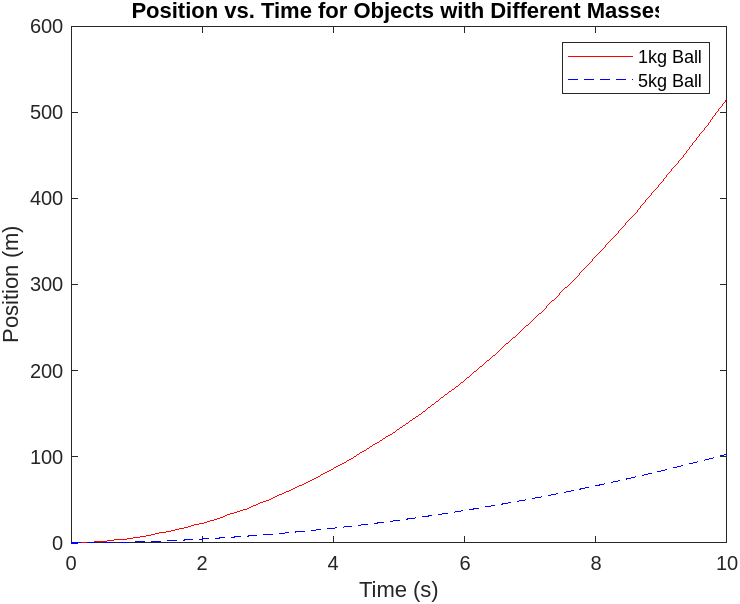 Position vs. Time for Objects with Different Masses
1kg Ball
5kg Ball
600
500
400
300
200
100
0
Position (m)
0 2 4 6 8 10
Time (s)